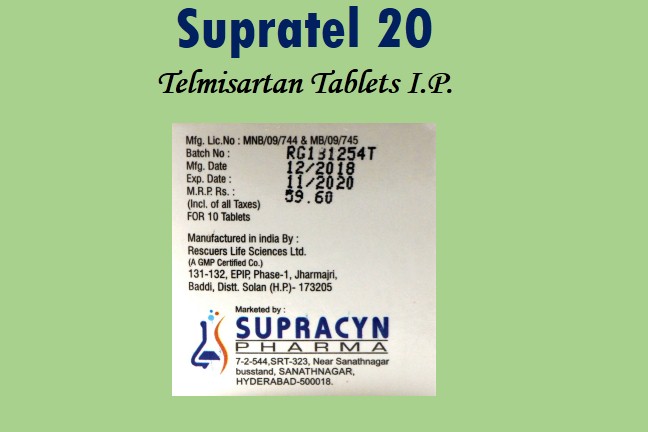 Supratel 20
Telmisartan Tablets I.P.
Mfg. Lic.No : MNB/09/744 & MB/09/745
Batch No : RG131254T
Mfg. Date 12/2018
Exp. Date : 11/2020
M.R.P. Rs. : 59.60
(Incl. of all Taxes)
FOR 10 Tablets
Manufactured in india By :
Rescuers Life Sciences Ltd.
(A GMP Certified Co.)
131-132, EPIP, Phase-1, Jharmajri,
Baddi, Distt. Solan (H.P.)- 173205
Marketed by :
SUPRACYN
PHARMA
7-2-544,SRT-323, Near Sanathnagar
busstand, SANATHNAGAR,
HYDERABAD-500018.